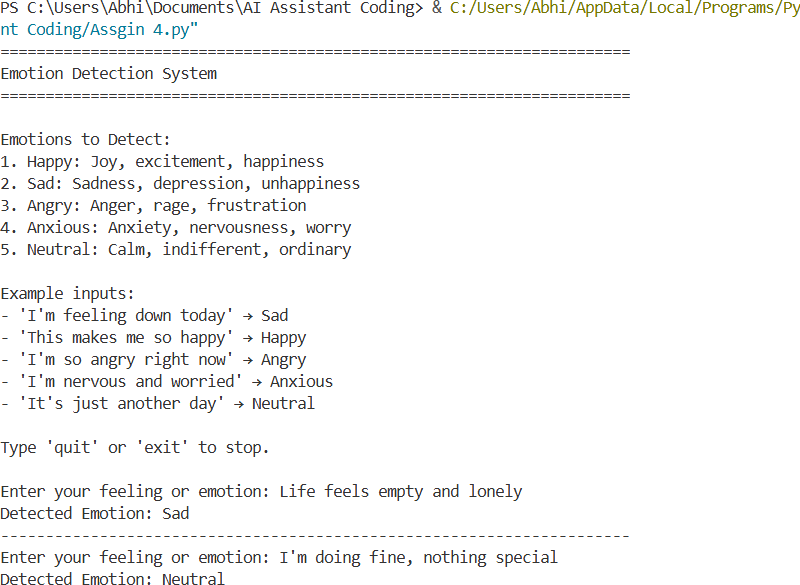 PS C:\Users\Abhi\Documents\AI Assistant Coding> & C:/Users/Abhi/AppData/Local/Programs/Py
nt Coding/Assgin 4.py"
======================================================================
Emotion Detection System
======================================================================
Emotions to Detect:
1. Happy: Joy, excitement, happiness
2. Sad: Sadness, depression, unhappiness
3. Angry: Anger, rage, frustration
4. Anxious: Anxiety, nervousness, worry
5. Neutral: Calm, indifferent, ordinary
Example inputs:
- 'I'm feeling down today' → Sad
- 'This makes me so happy' → Happy
- 'I'm so angry right now' → Angry
- 'I'm nervous and worried' → Anxious
- 'It's just another day' → Neutral
Type 'quit' or 'exit' to stop.
Enter your feeling or emotion: Life feels empty and lonely
Detected Emotion: Sad
----------------------------------------------------------------------
Enter your feeling or emotion: I'm doing fine, nothing special
Detected Emotion: Neutral